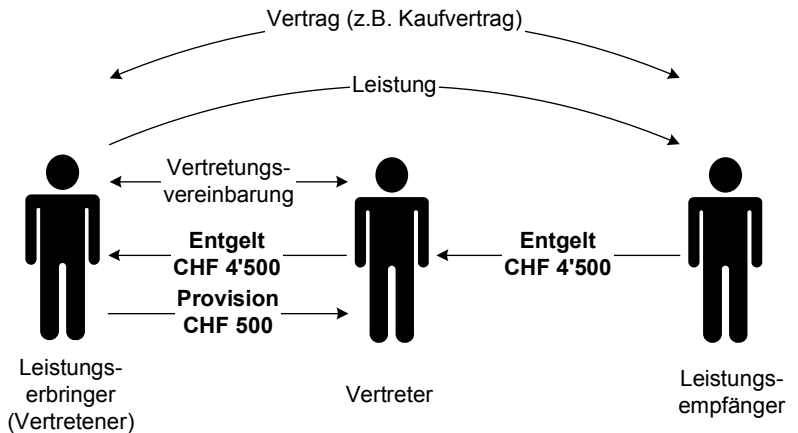 Vertrag (z.B. Kaufvertrag)
Leistung
Vertretungs-
vereinbarung
Entgelt
CHF 4'500
Entgelt
CHF 4'500
Provision
CHF 500
Leistungs-
erbringer
(Vertretener)
Vertreter
Leistungs-
empfänger